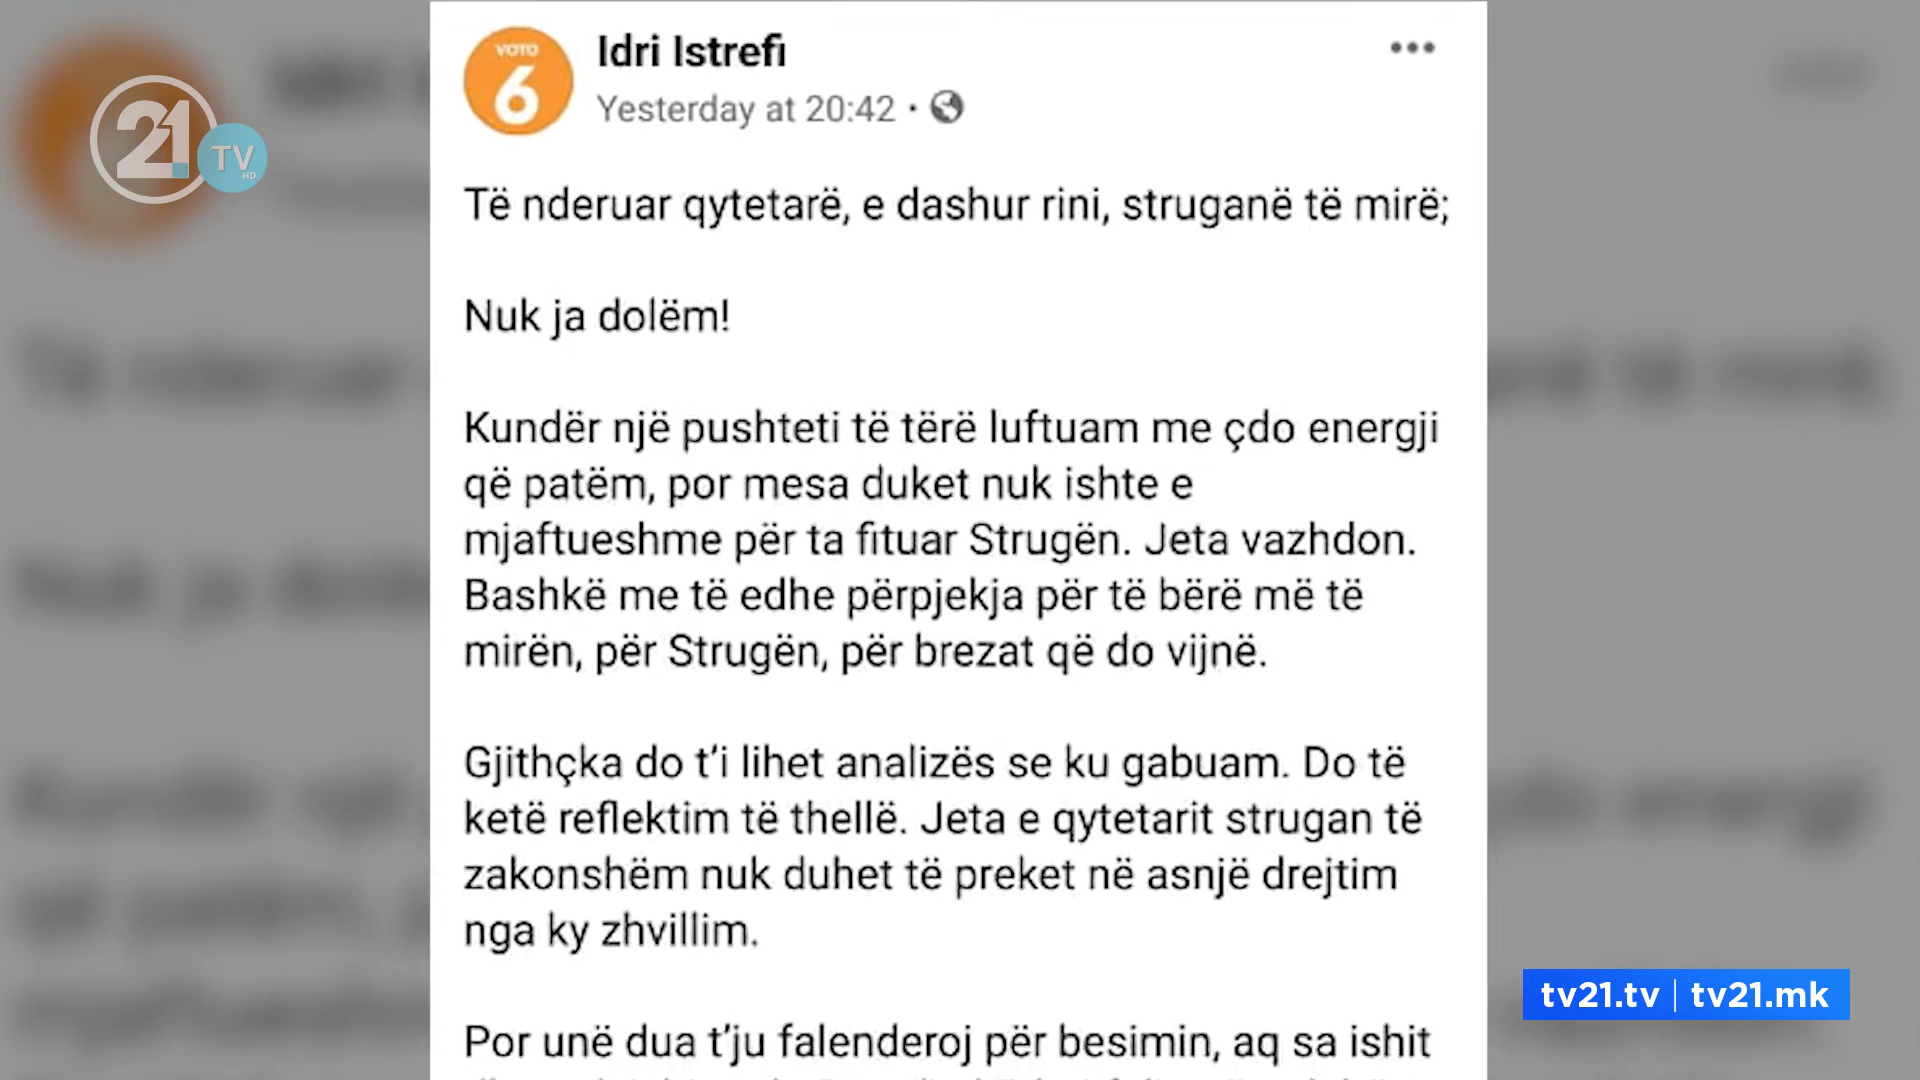 VOTO
6
Idri Istrefi
Yesterday at 20:42 ·
21 TV HD
Të nderuar qytetarë, e dashur rini, struganë të mirë;
Nuk ja dolëm!
Kundër një pushteti të tërë luftuam me çdo energji
që patëm, por mesa duket nuk ishte e
mjaftueshme për ta fituar Strugën. Jeta vazhdon.
Bashkë me të edhe përpjekja për të bërë më të
mirën, për Strugën, për brezat që do vijnë.
Gjithçka do t’i lihet analizës se ku gabuam. Do të
ketë reflektim të thellë. Jeta e qytetarit strugan të
zakonshëm nuk duhet të preket në asnjë drejtim
nga ky zhvillim.
Por unë dua t’ju falenderoj për besimin, aq sa ishit
tv21.tv | tv21.mk